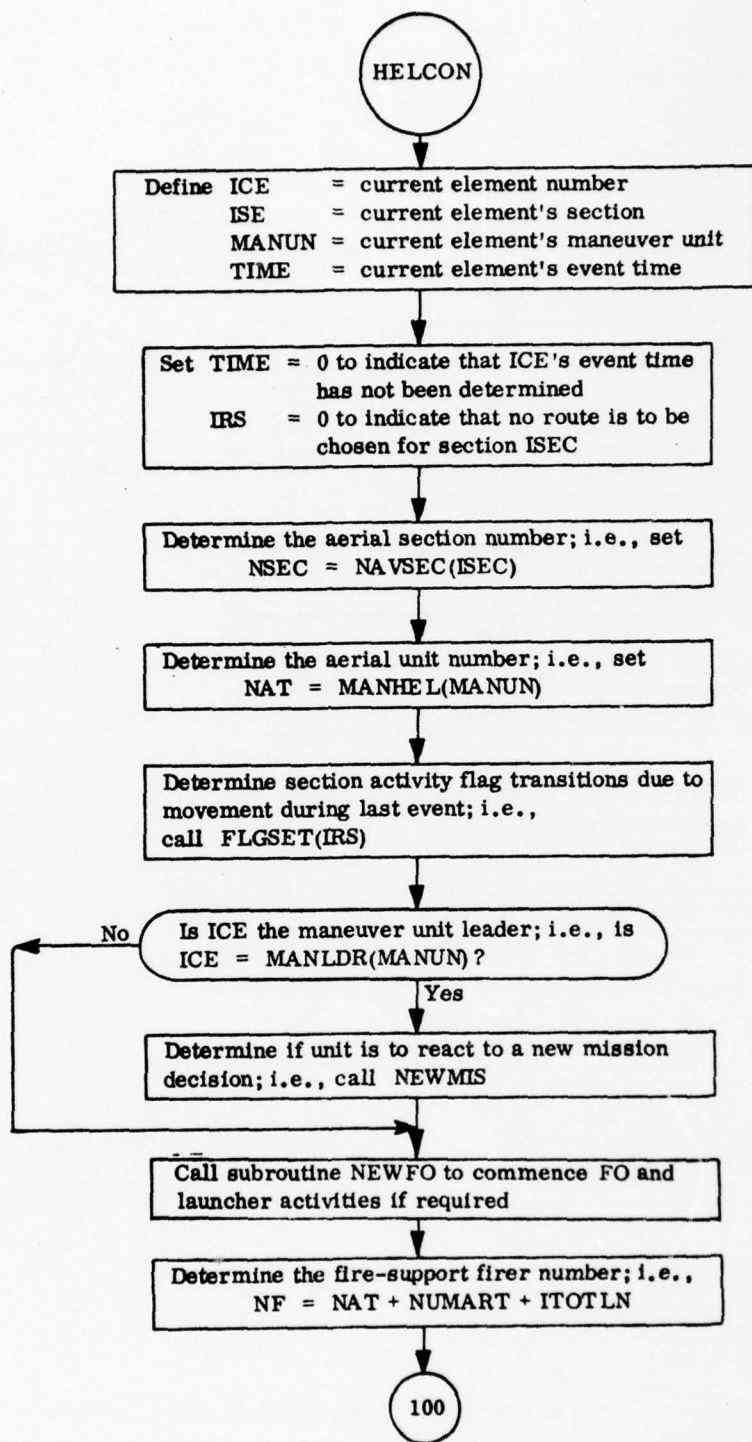 HELCON
Define ICE = current element number
ISE = current element's section
MANUN = current element's maneuver unit
TIME = current element's event time
Set TIME = 0 to indicate that ICE's event time
has not been determined
IRS = 0 to indicate that no route is to be
chosen for section ISEC
Determine the aerial section number; i.e., set
NSEC = NAVSEC(ISEC)
Determine the aerial unit number; i.e., set
NAT = MANHEL(MANUN)
Determine section activity flag transitions due to
movement during last event; i.e.,
call FLGSET(IRS)
No
Is ICE the maneuver unit leader; i.e., is
ICE = MANLDR(MANUN)?
Yes
Determine if unit is to react to a new mission
decision; i.e., call NEWMIS
Call subroutine NEWFO to commence FO and
launcher activities if required
Determine the fire-support firer number; i.e.,
NF = NAT + NUMART + ITOTLN
100